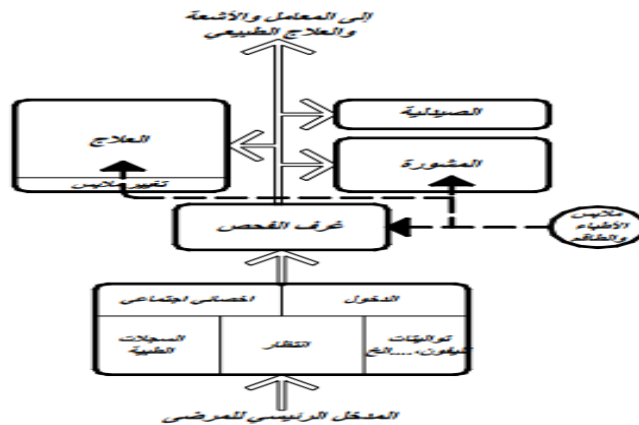 إلى المعامل والأشعة
والعلاج الطبيعي
الصيدلية
العلاج
المشورة
تغيير ملابس
غرف الفحص
ملابس
الأطباء
والطاقم
الدخول
اخصائي اجتماعي
تواليتات
تليفون،....الخ
انتظار
السجلات
الطبية
المدخل الرئيسي للمرضى